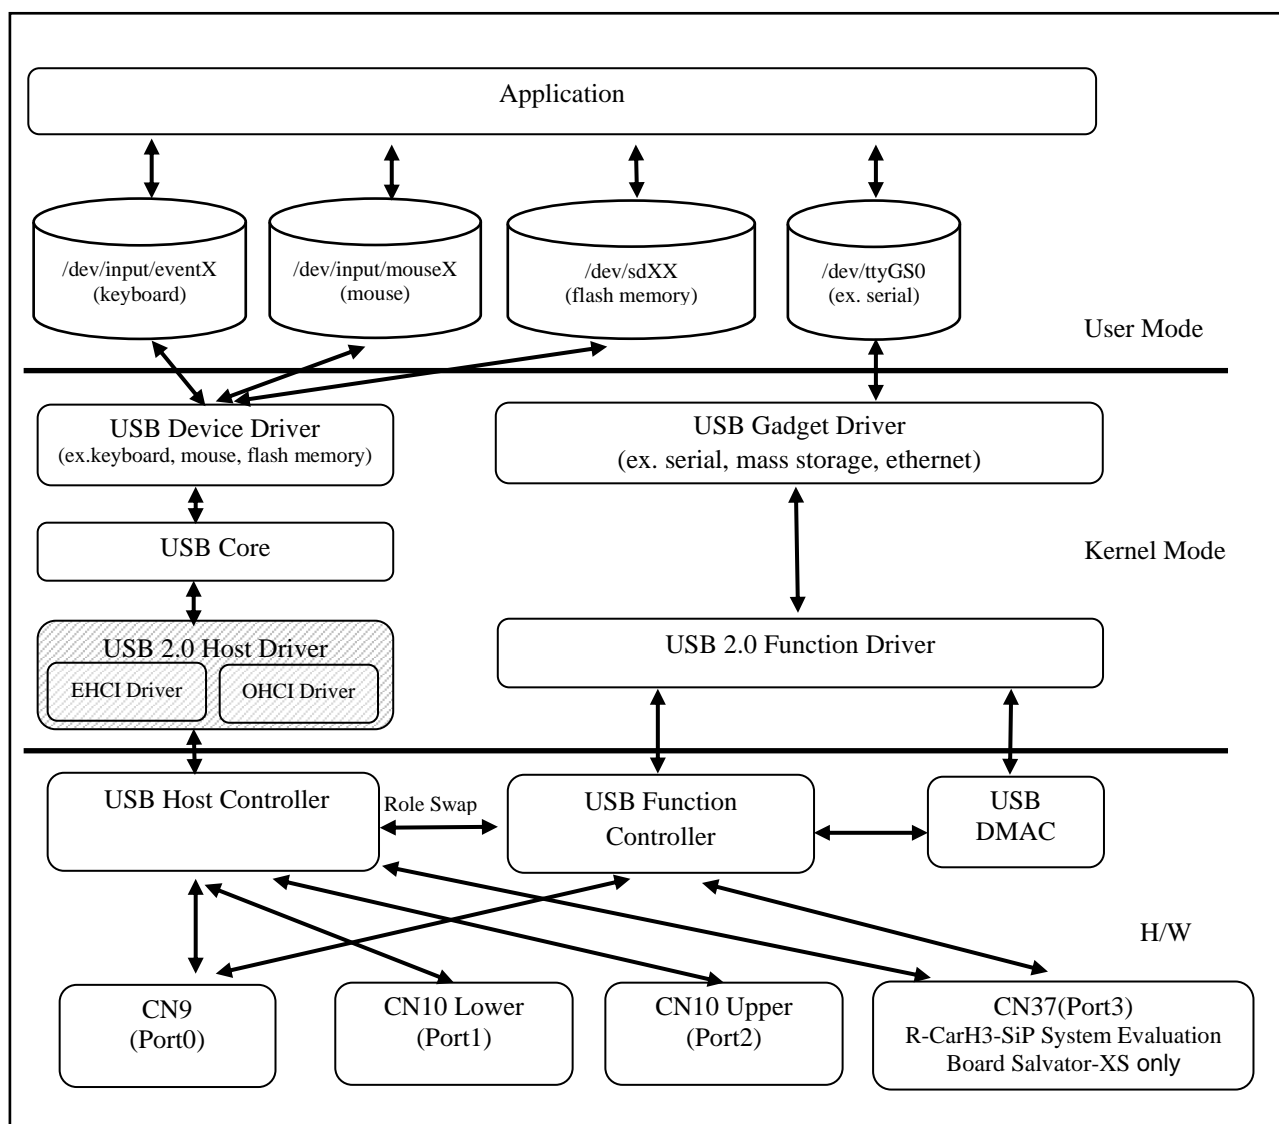 Application
/dev/input/eventX
(keyboard)
/dev/input/mouseX
(mouse)
/dev/sdXX
(flash memory)
/dev/ttyGS0
(ex. serial)
User Mode
USB Device Driver
(ex.keyboard, mouse, flash memory)
USB Gadget Driver
(ex. serial, mass storage, ethernet)
USB Core
Kernel Mode
USB 2.0 Host Driver
EHCI Driver
OHCI Driver
USB 2.0 Function Driver
USB Host Controller
Role Swap
USB Function
Controller
USB
DMAC
H/W
CN9
(Port0)
CN10 Lower
(Port1)
CN10 Upper
(Port2)
CN37(Port3)
R-CarH3-SiP System Evaluation
Board Salvator-XS only